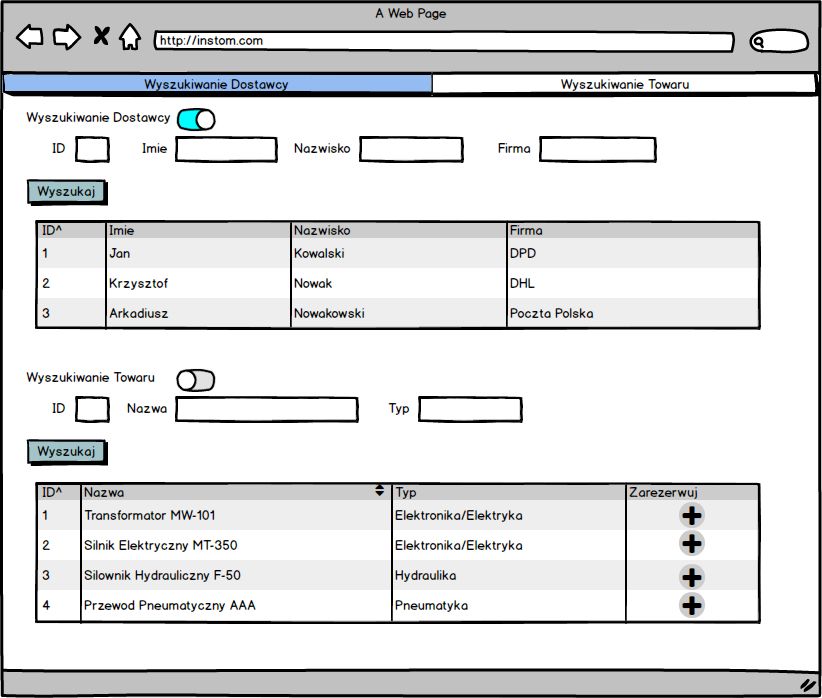 A Web Page
http://instom.com
Wyszukiwanie Dostawcy Wyszukiwanie Towaru
Wyszukiwanie Dostawcy
ID Imie Nazwisko Firma
Wyszukaj
ID^ Imie Nazwisko Firma
1 Jan Kowalski DPD
2 Krzysztof Nowak DHL
3 Arkadiusz Nowakowski Poczta Polska
Wyszukiwanie Towaru
ID Nazwa Typ
Wyszukaj
ID^ Nazwa Typ Zarezerwuj
1 Transformator MW-101 Elektronika/Elektryka
2 Silnik Elektryczny MT-350 Elektronika/Elektryka
3 Silownik Hydrauliczny F-50 Hydraulika
4 Przewod Pneumatyczny AAA Pneumatyka